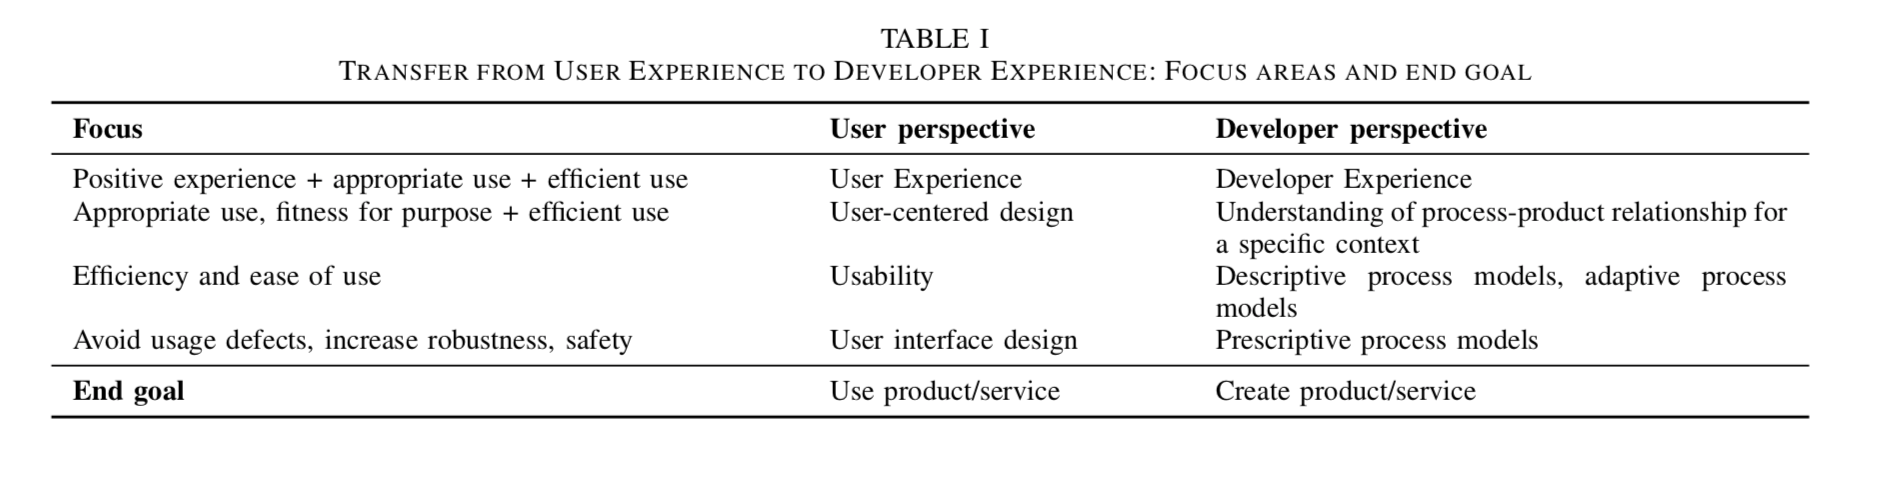 TABLE I
TRANSFER FROM USER EXPERIENCE TO DEVELOPER EXPERIENCE: FOCUS AREAS AND END GOAL
Focus User perspective Developer perspective
Positive experience + appropriate use + efficient use User Experience Developer Experience
Appropriate use, fitness for purpose + efficient use User-centered design Understanding of process-product relationship for
a specific context
Efficiency and ease of use Usability Descriptive process models, adaptive process
models
Avoid usage defects, increase robustness, safety User interface design Prescriptive process models
End goal Use product/service Create product/service